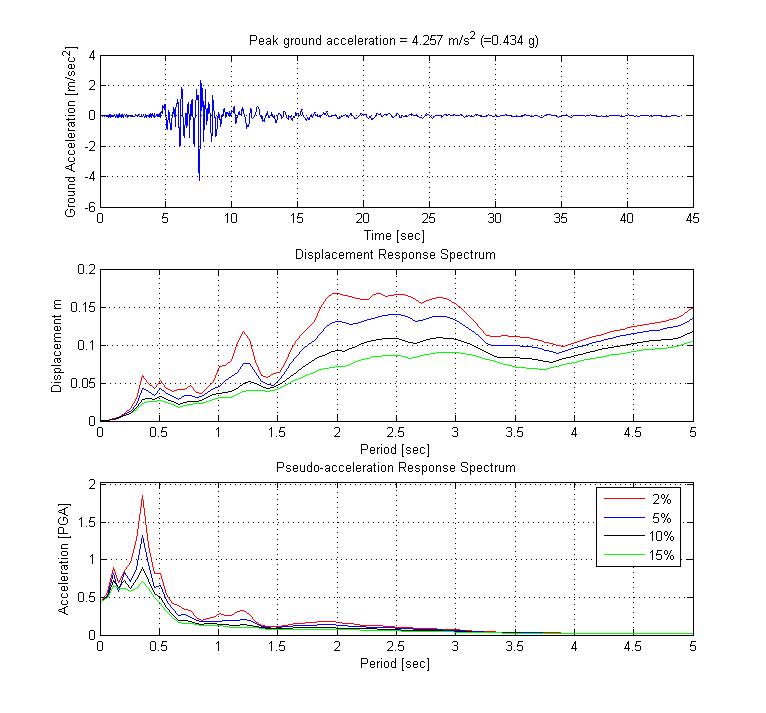 Peak ground acceleration = 4.257 m/s² (=0.434 g)
Ground Acceleration [m/sec²]
4
2
0
-2
-4
-6
0 5 10 15 20 25 30 35 40 45
Time [sec]
Displacement Response Spectrum
Displacement m
0.2
0.15
0.1
0.05
0
0 0.5 1 1.5 2 2.5 3 3.5 4 4.5 5
Period [sec]
Pseudo-acceleration Response Spectrum
Acceleration [PGA]
2
1.5
1
0.5
0
2%
5%
10%
15%
0 0.5 1 1.5 2 2.5 3 3.5 4 4.5 5
Period [sec]